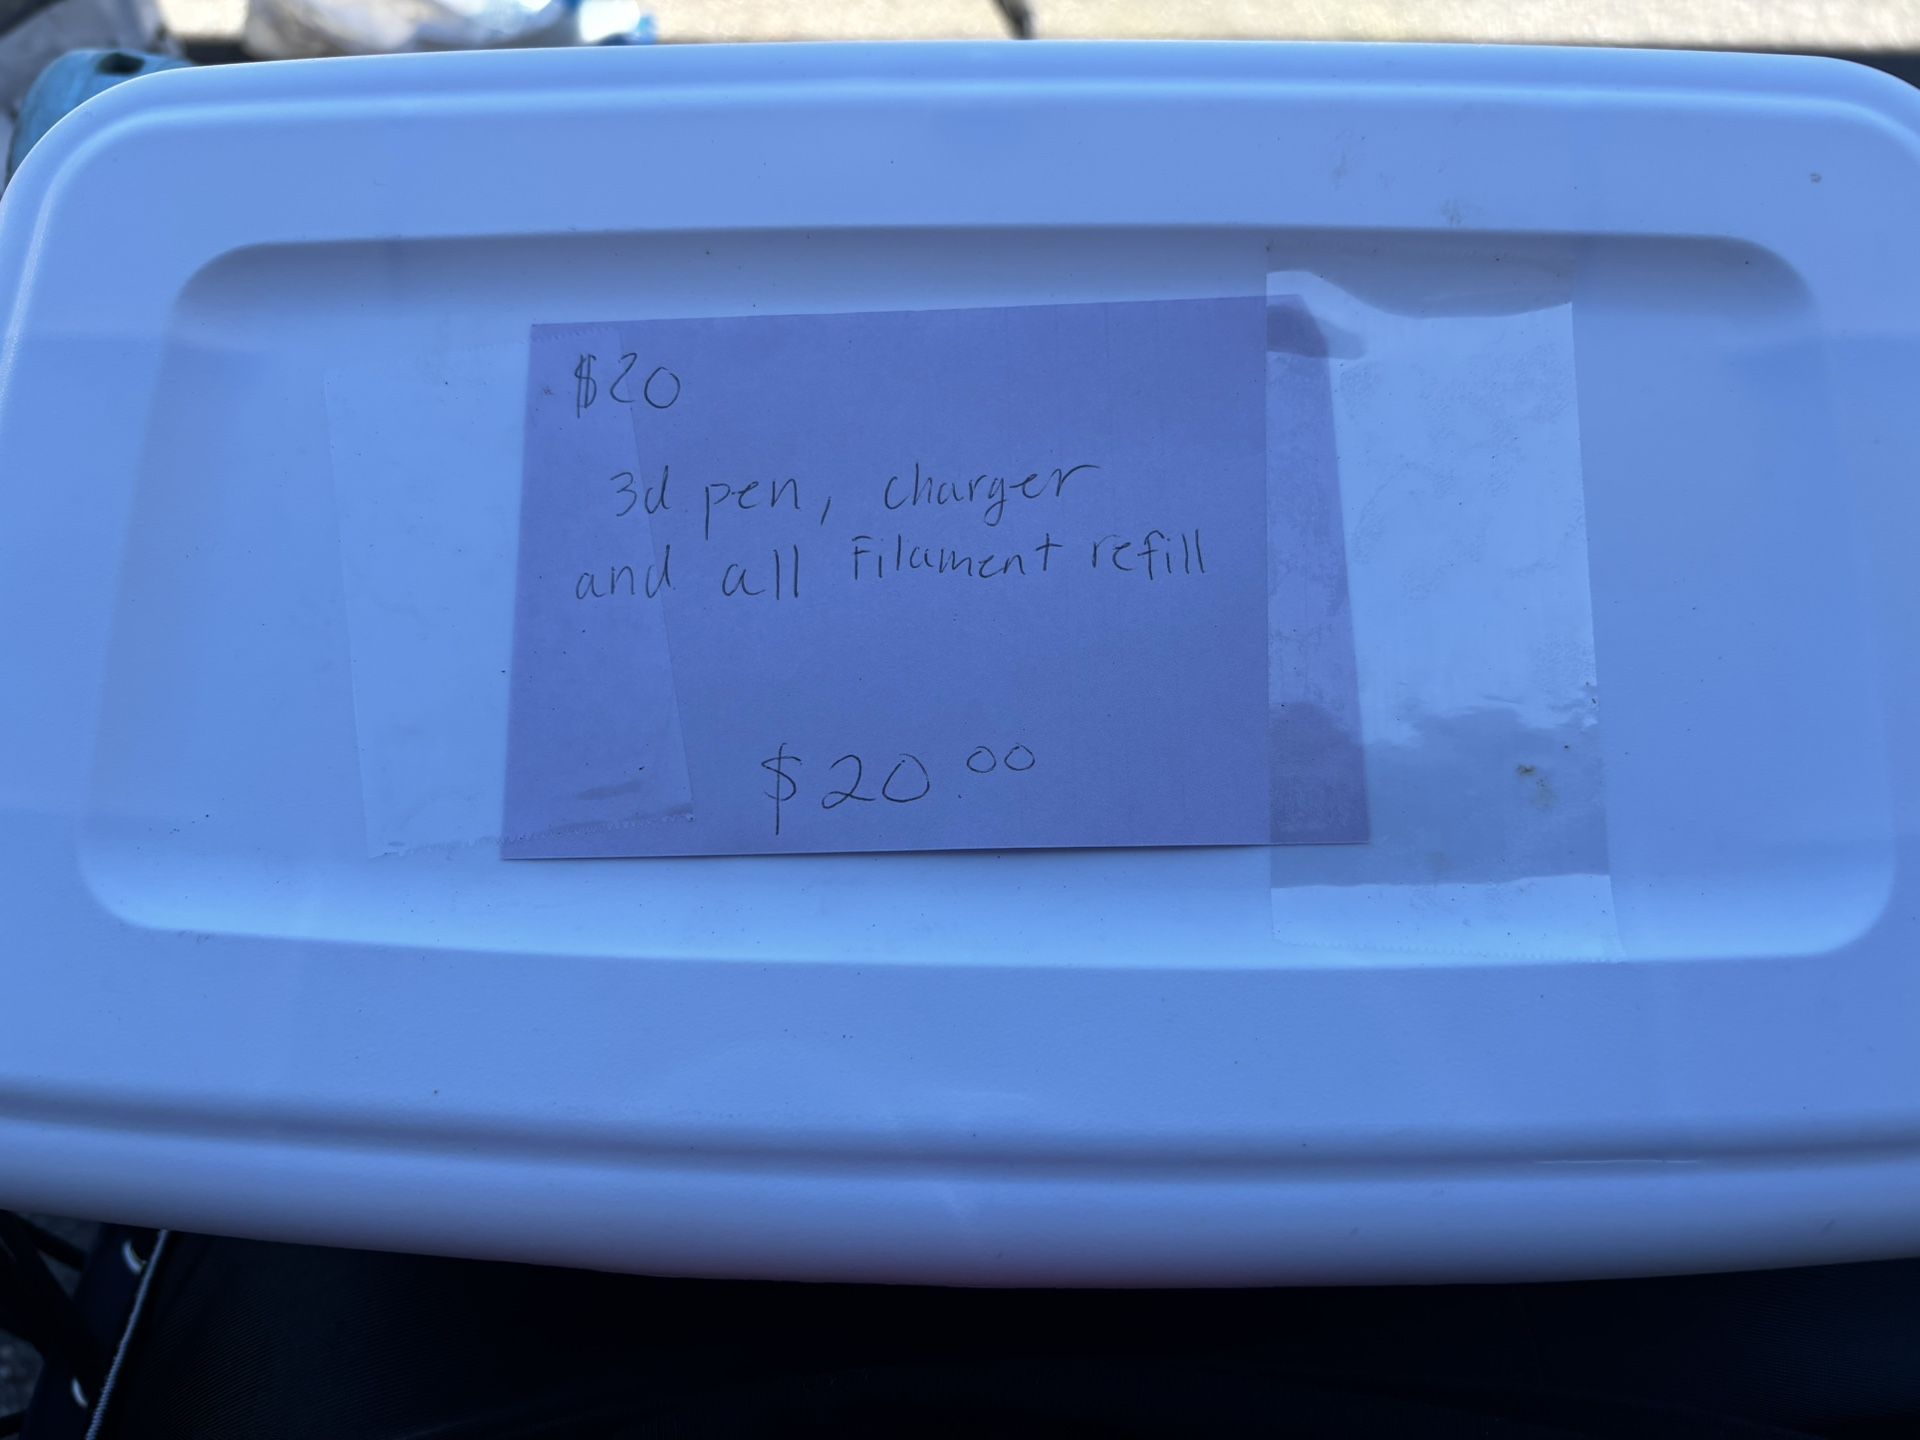 $20
3d pen, charger
and all Filament refill
$20.00